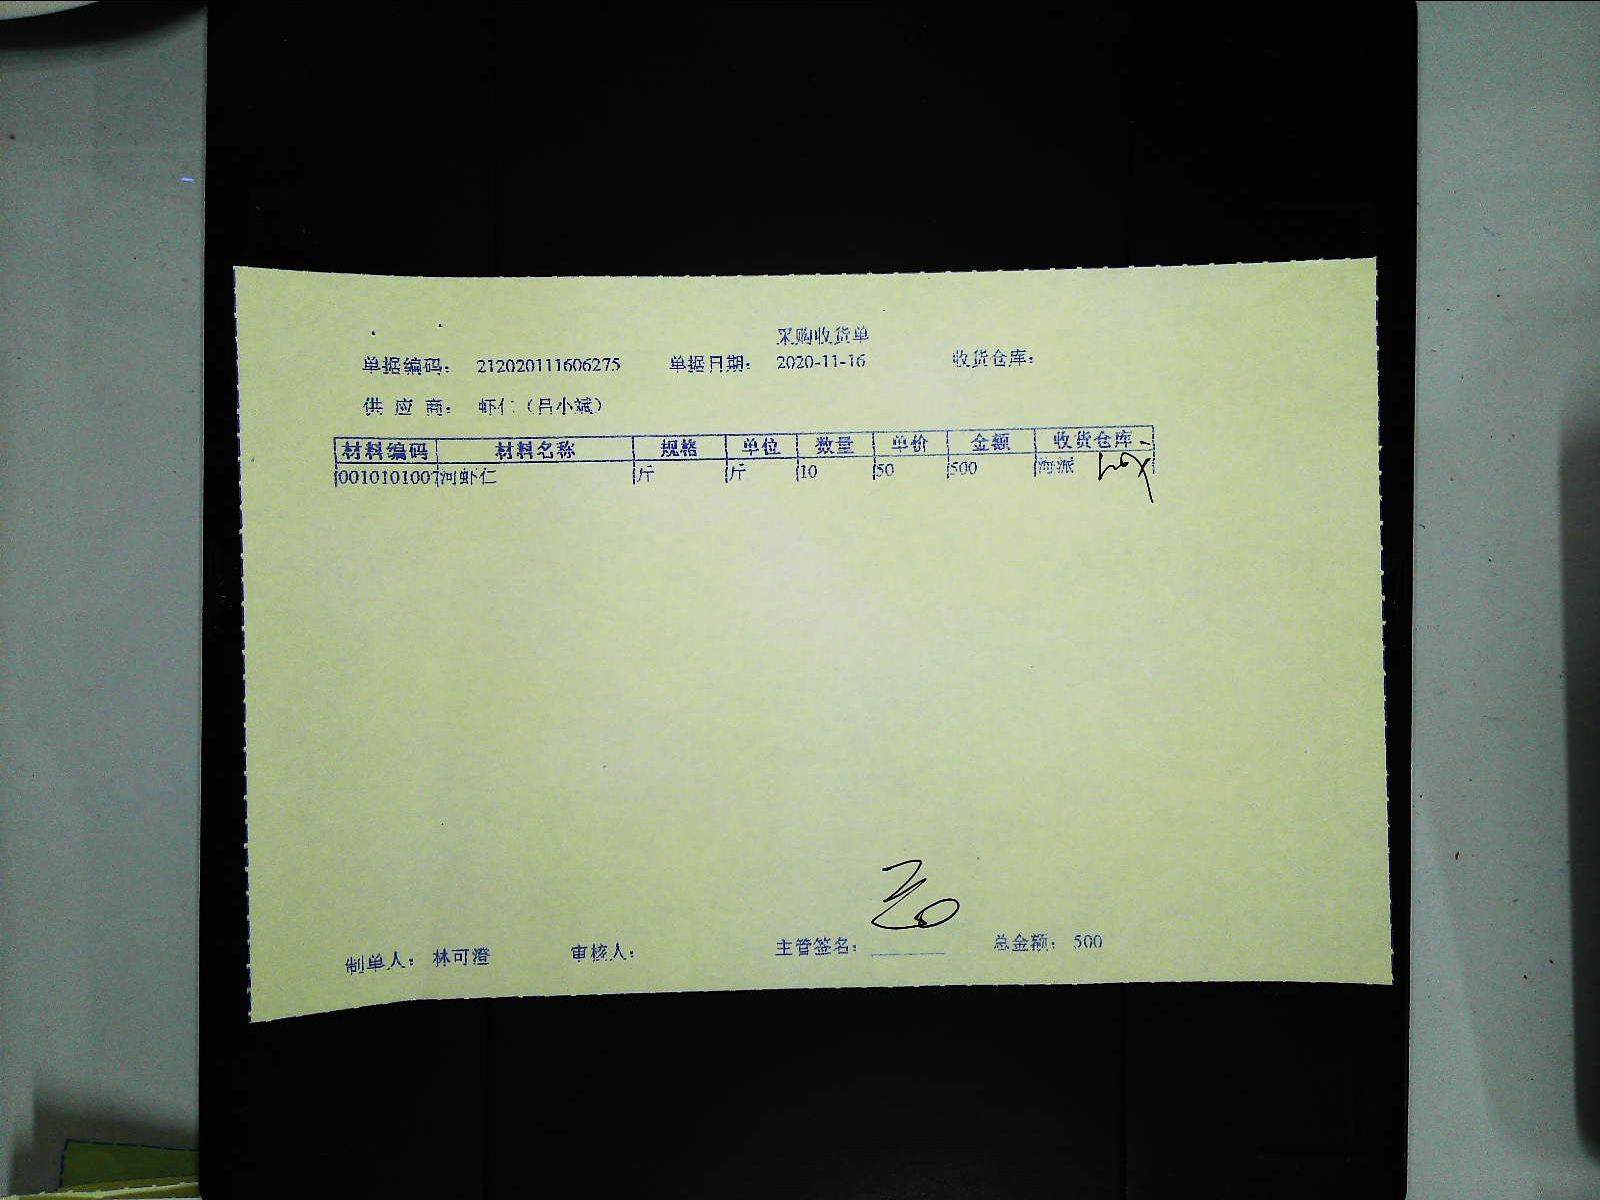 采购收货单
单据编码： 212020111606275 单据日期： 2020-11-16 收货仓库：
供 应 商： 虾仁（吕小斌）
材料编码 材料名称 规格 单位 数量 单价 金额 收货仓库
0010101007 河虾仁 斤 斤 10 50 500 海派
制单人： 林可澄 审核人： 主管签名： 总金额： 500